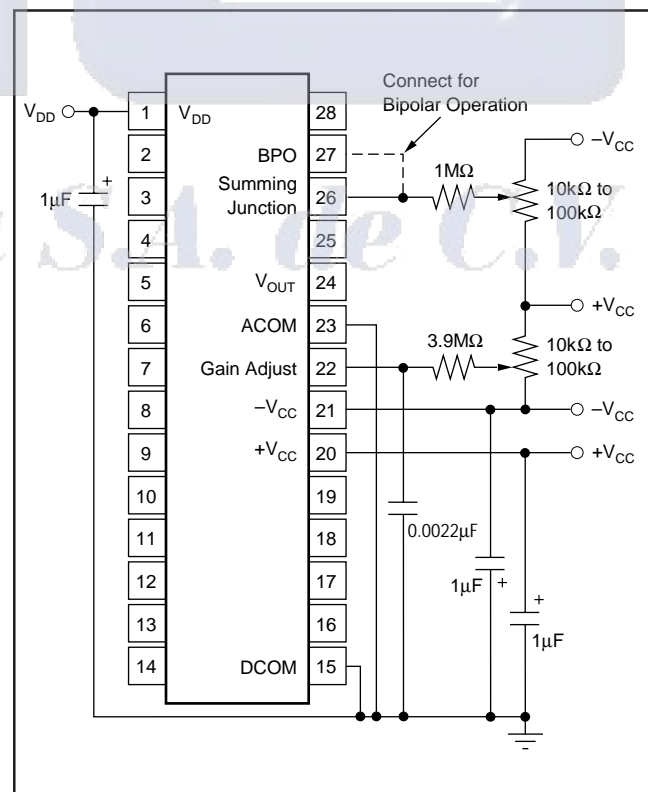 Connect for
Bipolar Operation
V_DD
1
V_DD
28
–V_CC
2
BPO
27
1MΩ
10kΩ to
100kΩ
1µF
+
3
Summing
Junction
26
4
25
S.A. de C.V.
5
V_OUT
24
+V_CC
6
ACOM
23
3.9MΩ
10kΩ to
100kΩ
7
Gain Adjust
22
8
–V_CC
21
–V_CC
9
+V_CC
20
+V_CC
10
19
0.0022µF
11
18
12
17
1µF
+
13
16
+
1µF
14
DCOM
15